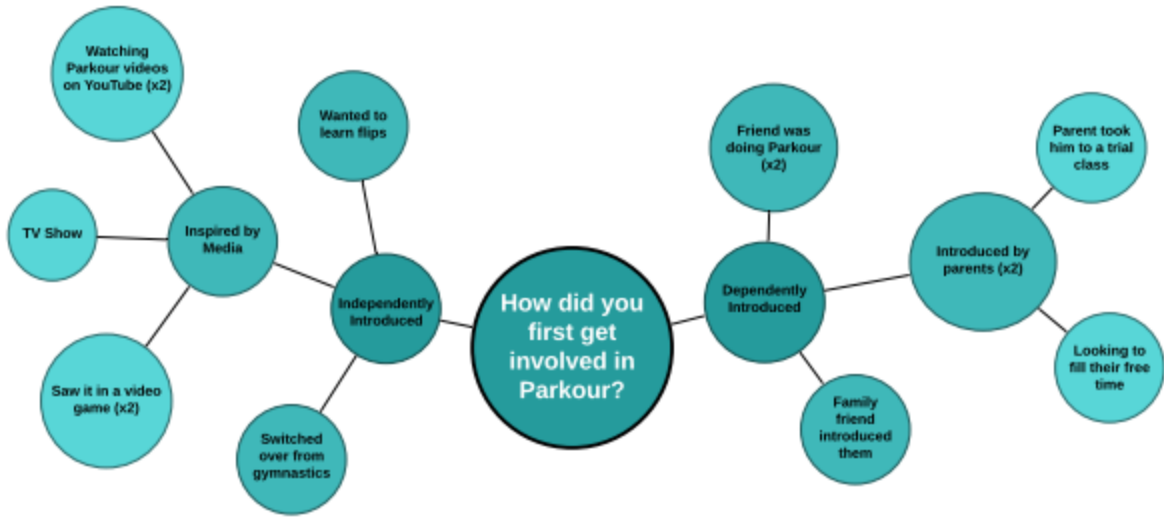 How did you
first get
involved in
Parkour?
Independently
Introduced
Wanted to
learn flips
Inspired by
Media
Watching
Parkour videos
on YouTube (x2)
TV Show
Saw it in a video
game (x2)
Switched
over from
gymnastics
Dependently
Introduced
Friend was
doing Parkour
(x2)
Introduced by
parents (x2)
Parent took
him to a trial
class
Looking to
fill their free
time
Family
friend
introduced
them